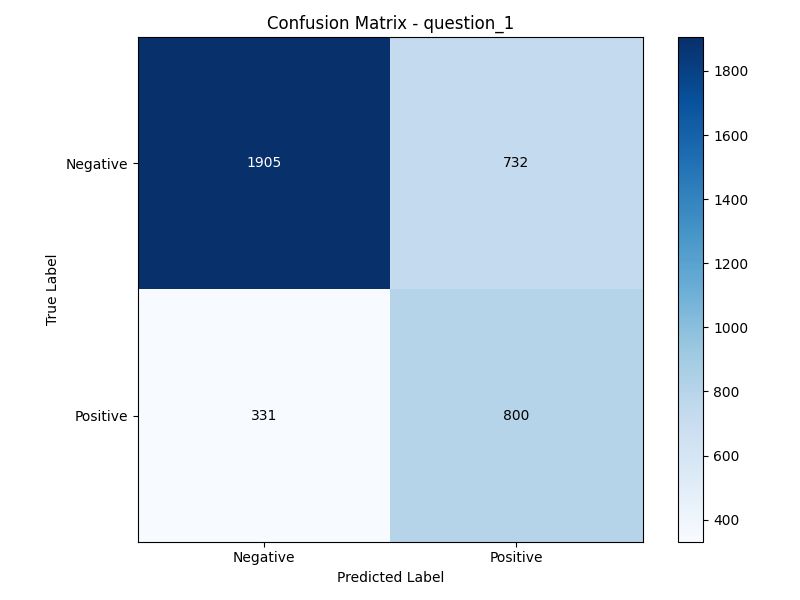 Confusion Matrix - question_1
Negative
1905
732
Positive
331
800
True Label
Negative
Positive
Predicted Label
1800
1600
1400
1200
1000
800
600
400